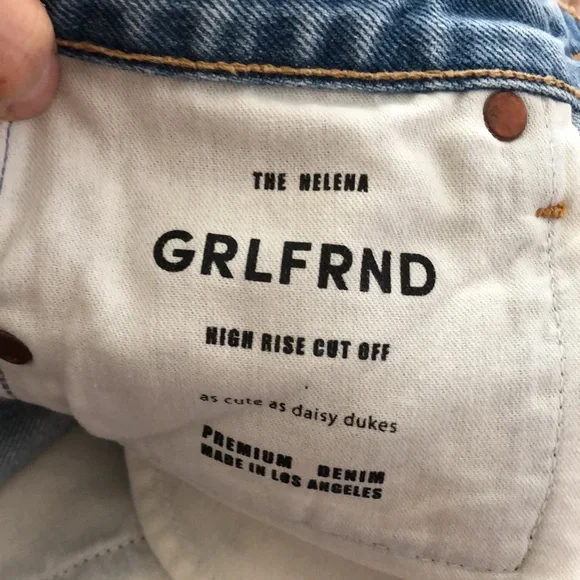 THE HELENA
GRLFRND
HIGH RISE CUT OFF
as cute as daisy dukes
PREMIUM DENIM
MADE IN LOS ANGELES